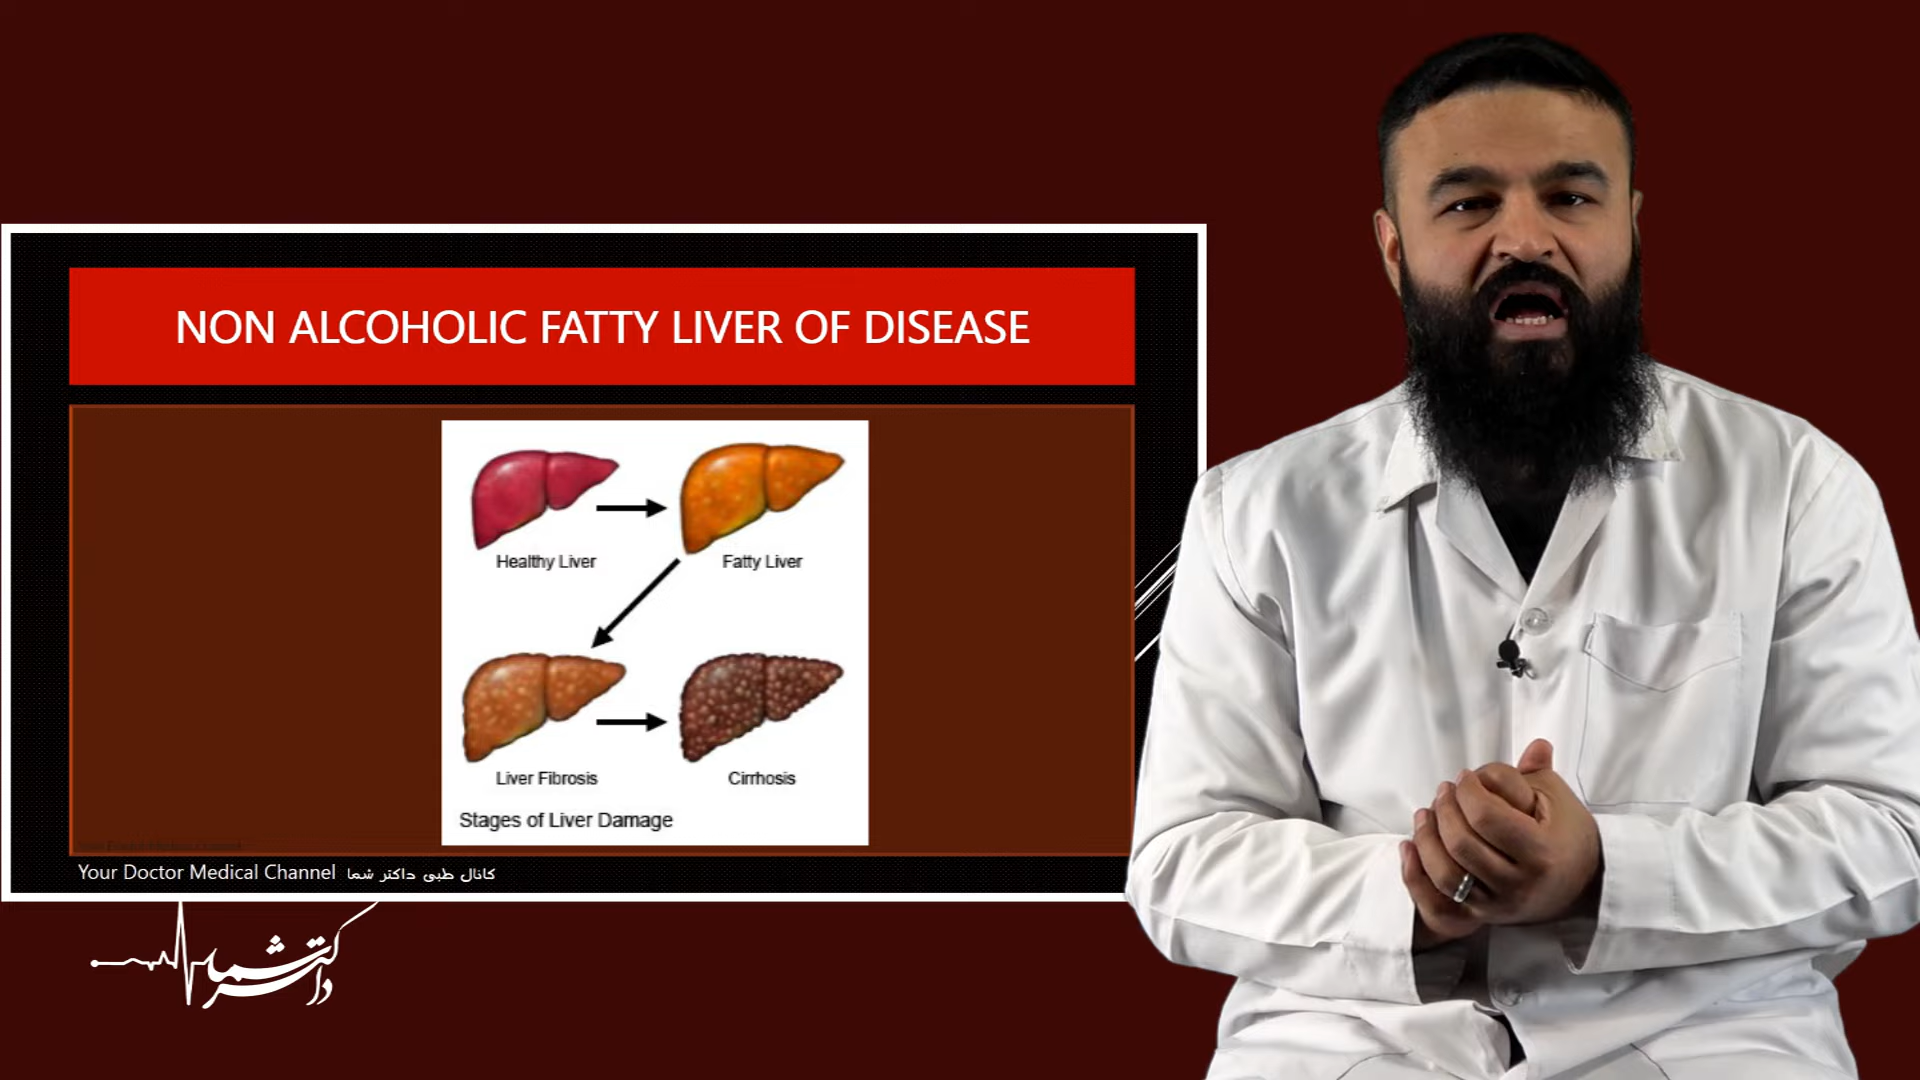 NON ALCOHOLIC FATTY LIVER OF DISEASE
Healthy Liver
Fatty Liver
Liver Fibrosis
Cirrhosis
Stages of Liver Damage
Your Doctor Medical Channel کانال طبی داکتر شما
داکتر شما